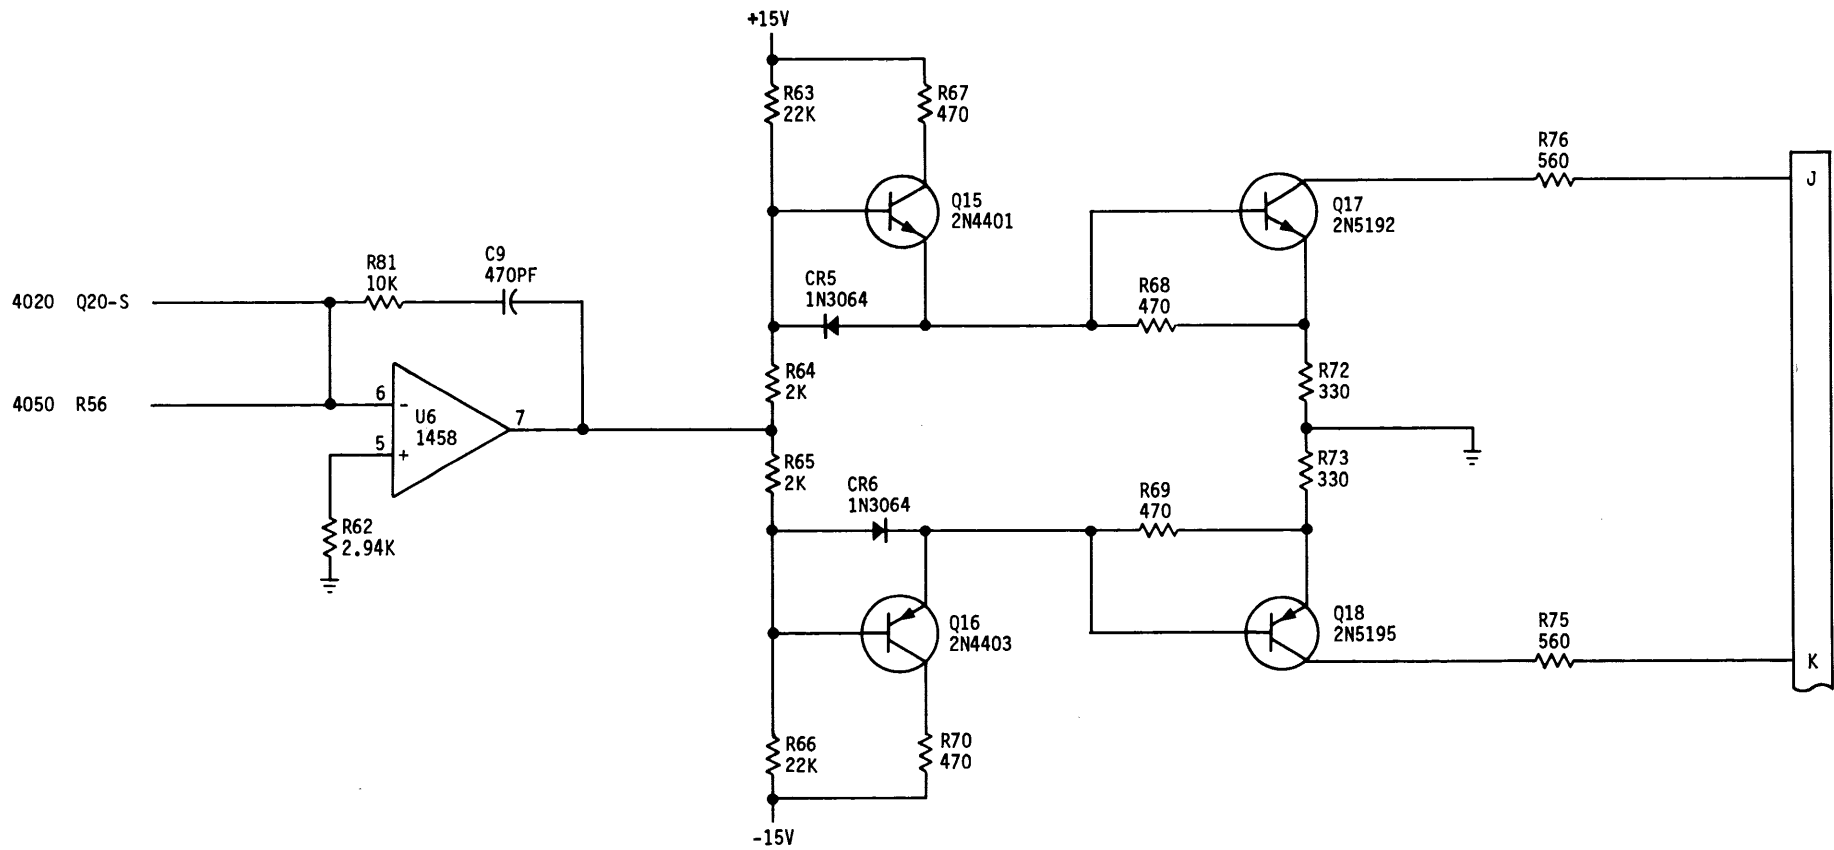 +15V
R63
22K
R67
470
R76
560
J
Q15
2N4401
Q17
2N5192
R81
10K
C9
470PF
4020 Q20-S
CR5
1N3064
R68
470
R64
2K
R72
330
4050 R56
6
-
U6
1458
7
5
+
R65
2K
R73
330
CR6
1N3064
R69
470
R62
2.94K
Q16
2N4403
Q18
2N5195
R75
560
K
R66
22K
R70
470
-15V